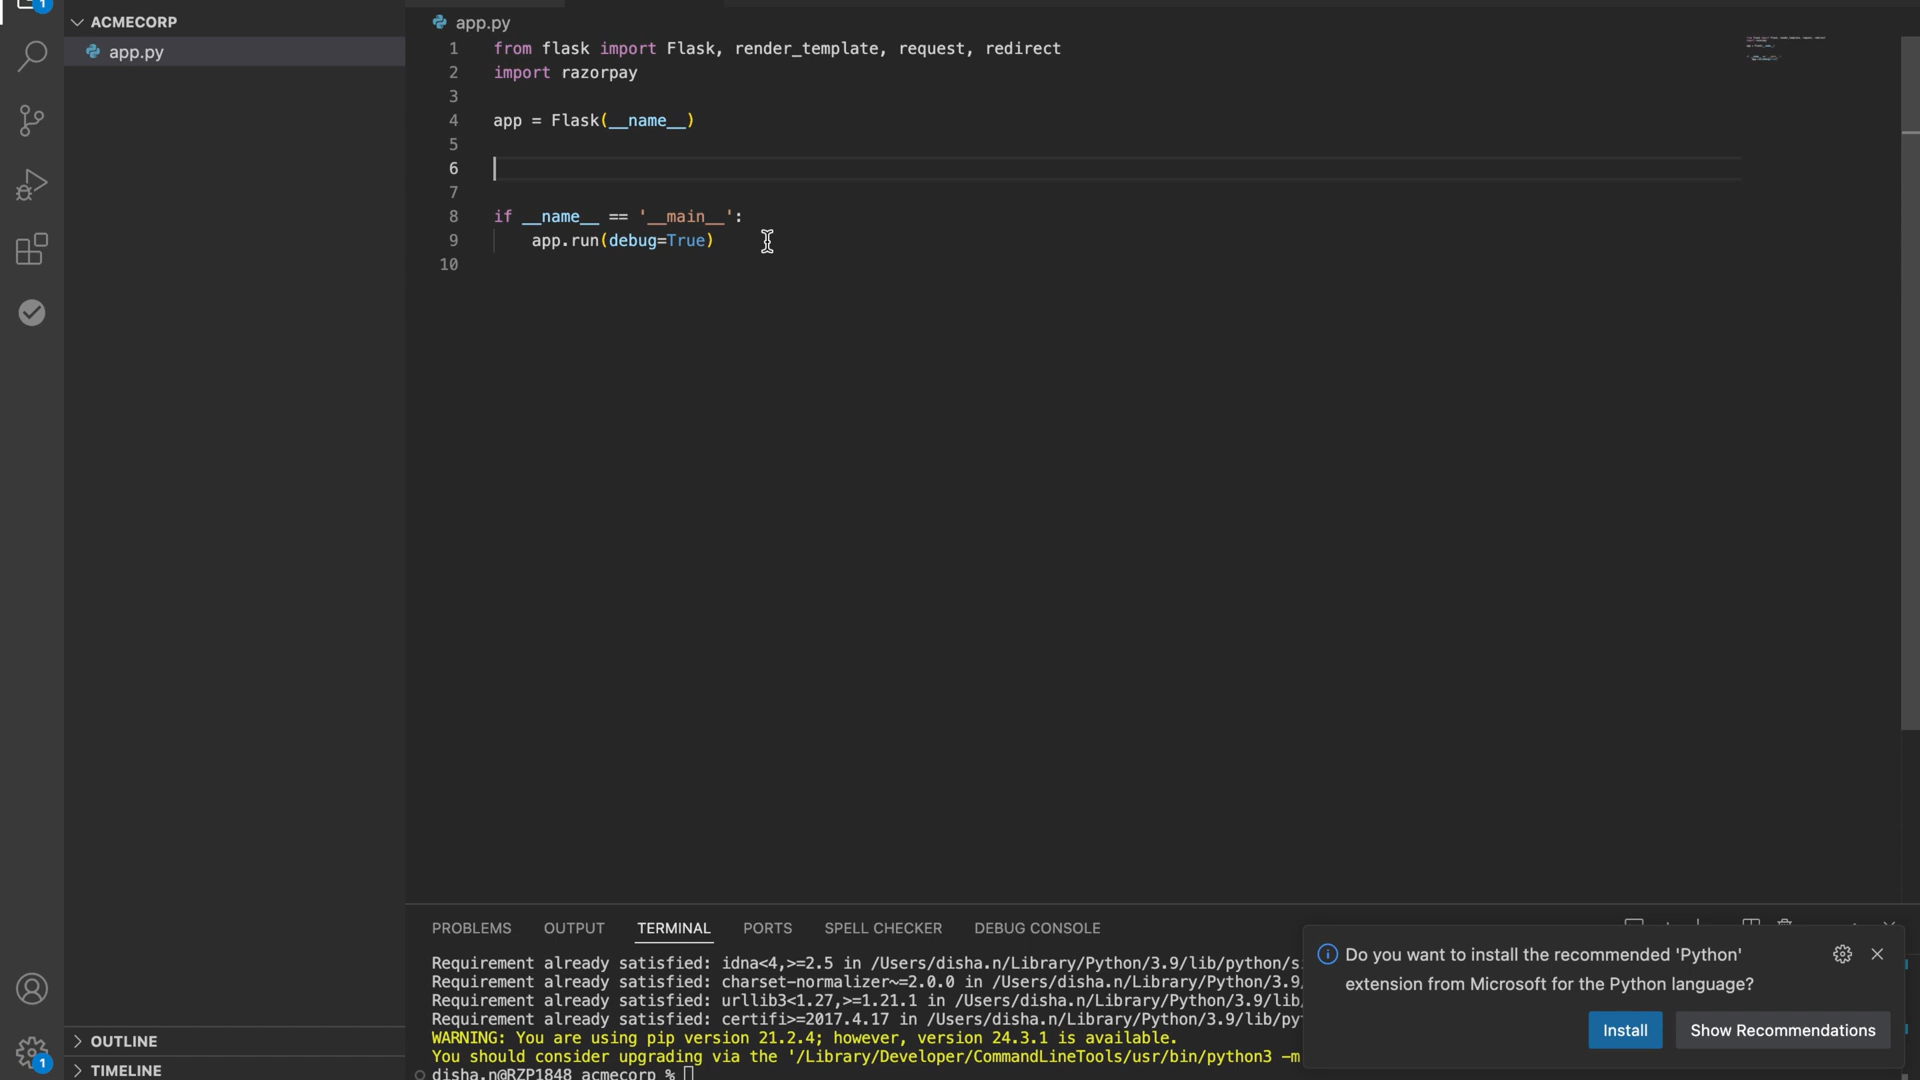 1
ACMECORP
app.py
app.py
1 from flask import Flask, render_template, request, redirect
2 import razorpay
3
4 app = Flask(__name__)
5
6
7
8 if __name__ == '__main__':
9 app.run(debug=True)
10
PROBLEMS OUTPUT TERMINAL PORTS SPELL CHECKER DEBUG CONSOLE
Requirement already satisfied: idna<4,>=2.5 in /Users/disha.n/Library/Python/3.9/lib/python/s
Requirement already satisfied: charset-normalizer~=2.0.0 in /Users/disha.n/Library/Python/3.9
Requirement already satisfied: urllib3<1.27,>=1.21.1 in /Users/disha.n/Library/Python/3.9/lib
Requirement already satisfied: certifi>=2017.4.17 in /Users/disha.n/Library/Python/3.9/lib/py
WARNING: You are using pip version 21.2.4; however, version 24.3.1 is available.
You should consider upgrading via the '/Library/Developer/CommandLineTools/usr/bin/python3 -m
disha.n@RZP1848 acmecorp %
Do you want to install the recommended 'Python'
extension from Microsoft for the Python language?
Install Show Recommendations
OUTLINE
TIMELINE
1